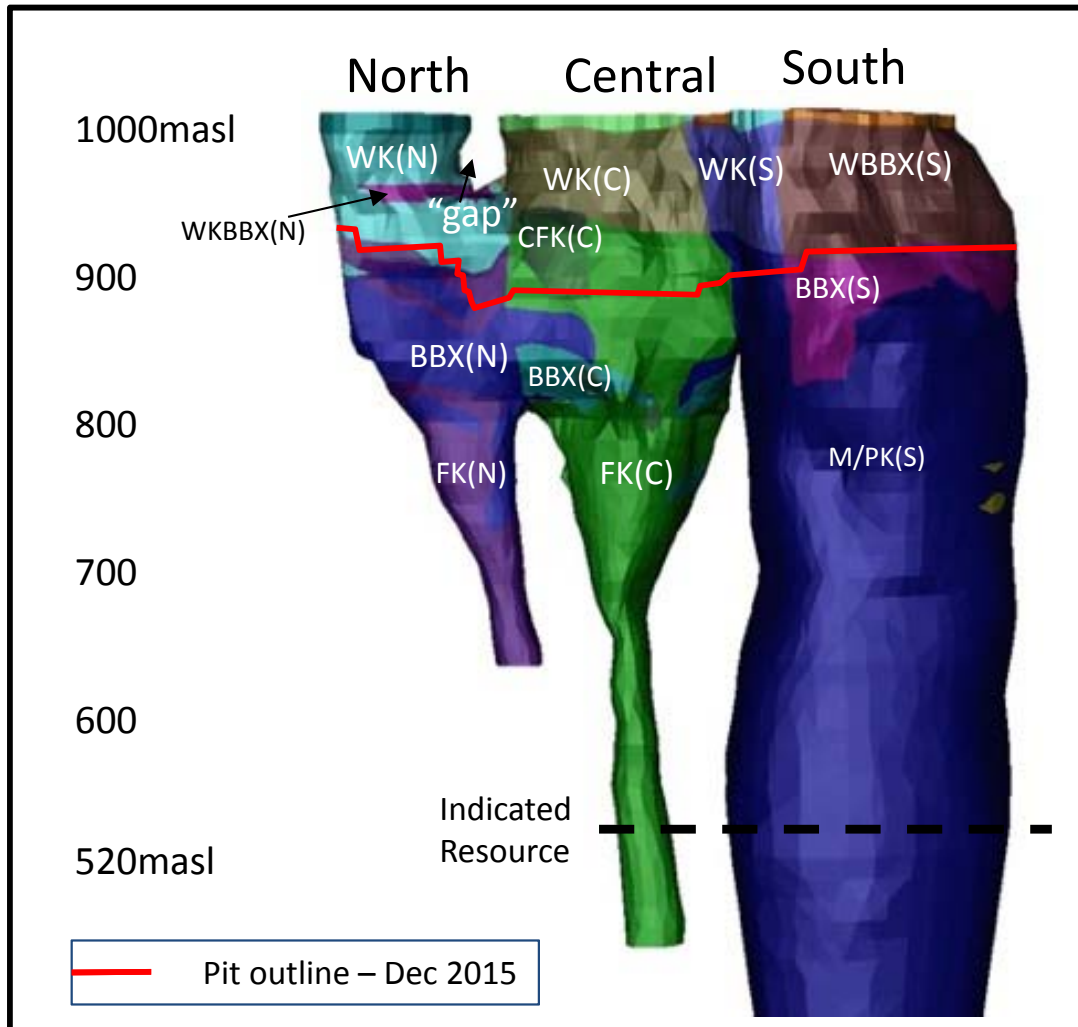 North
Central
South
1000masl
WK(N)
WK(C)
WK(S)
WBBX(S)
WKBBX(N)
“gap”
CFK(C)
900
BBX(S)
BBX(N)
BBX(C)
800
FK(N)
FK(C)
M/PK(S)
700
600
Indicated
Resource
520masl
Pit outline – Dec 2015